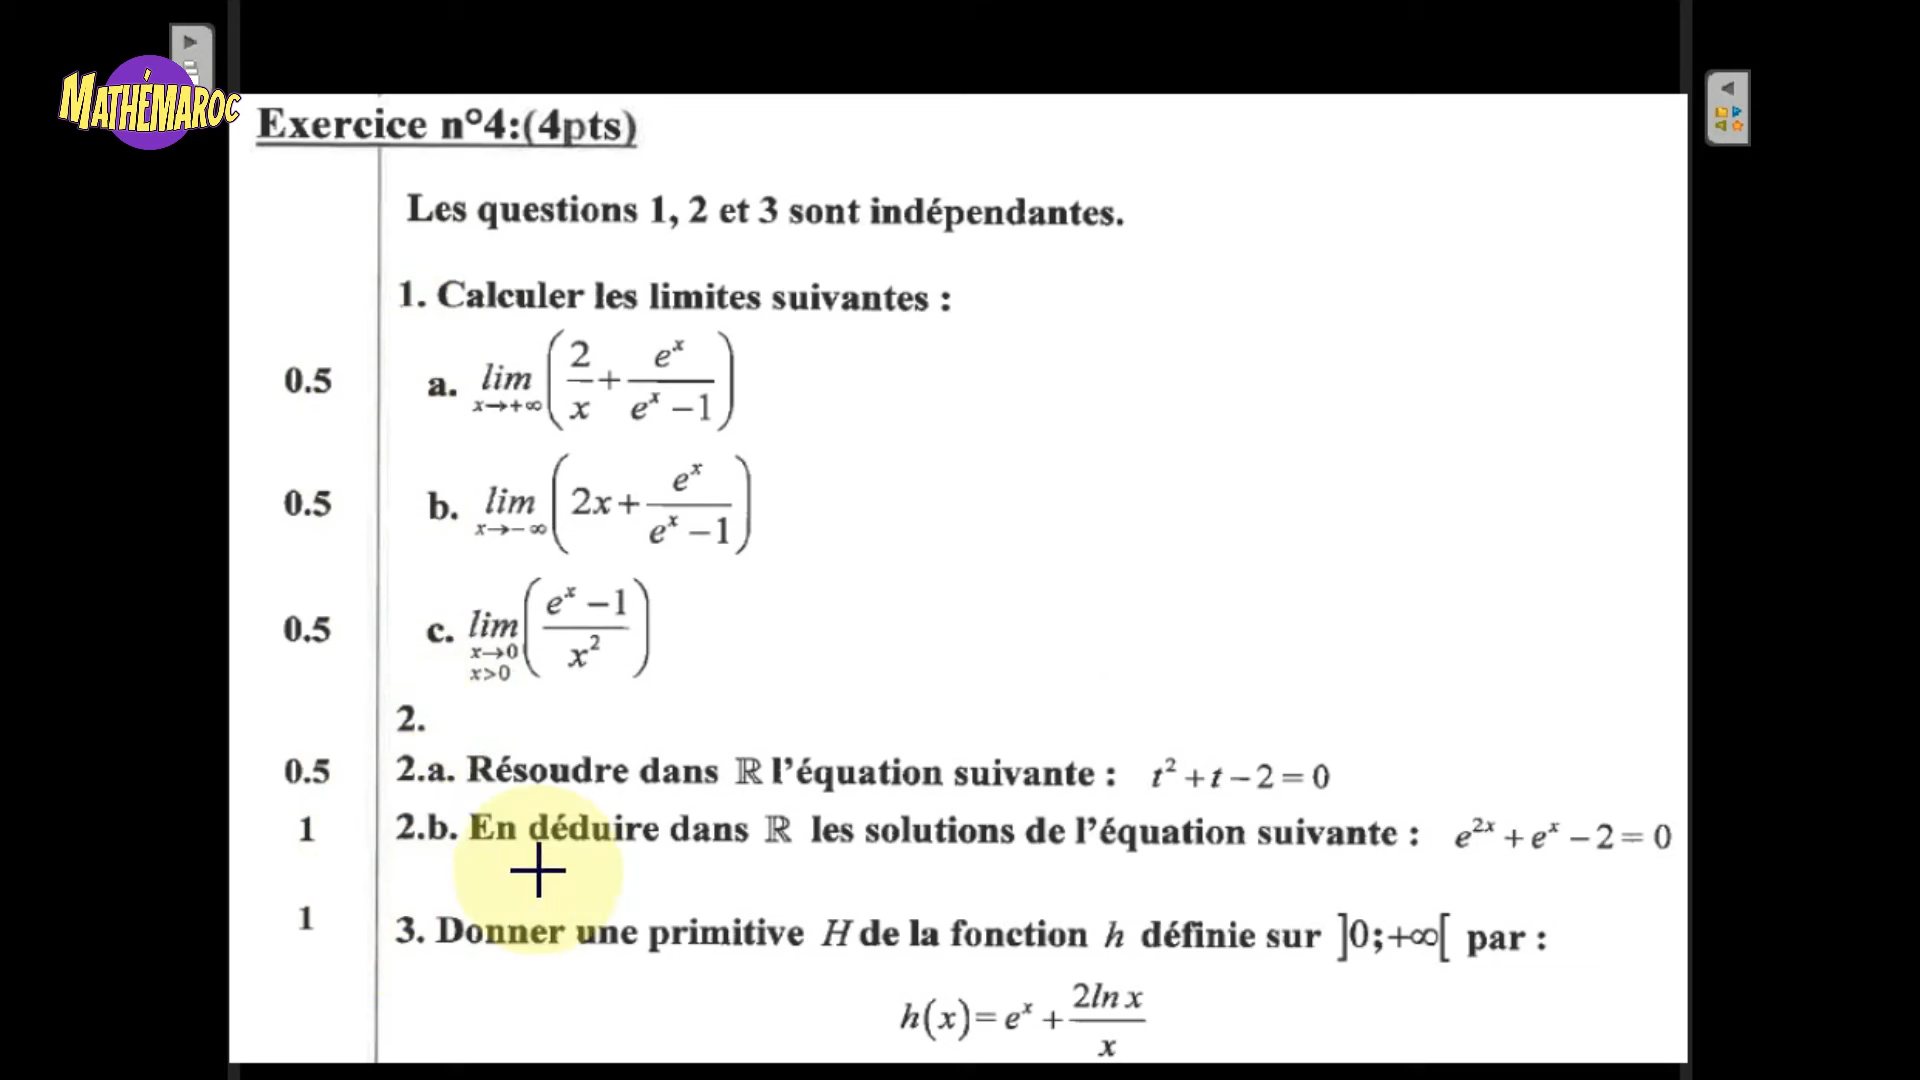 MATHÉMAROC
Exercice n°4:(4pts)
Les questions 1, 2 et 3 sont indépendantes.
1. Calculer les limites suivantes :
0.5 a. lim x→+∞ (2/x + e^x/(e^x −1))
0.5 b. lim x→−∞ (2x + e^x/(e^x −1))
0.5 c. lim x→0 x>0 ((e^x −1)/x²)
2.
0.5 2.a. Résoudre dans ℝ l’équation suivante : t² + t − 2 = 0
1 2.b. En déduire dans ℝ les solutions de l’équation suivante : e^{2x} + e^x − 2 = 0
1 3. Donner une primitive H de la fonction h définie sur ]0;+∞[ par :
h(x)= e^x + 2ln x/x